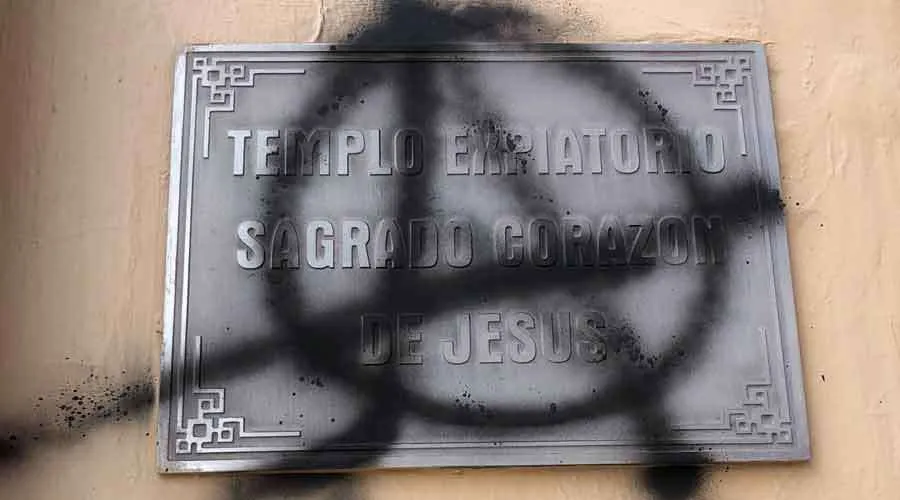 TEMPLO EXPIATORIO
SAGRADO CORAZON
DE JESUS